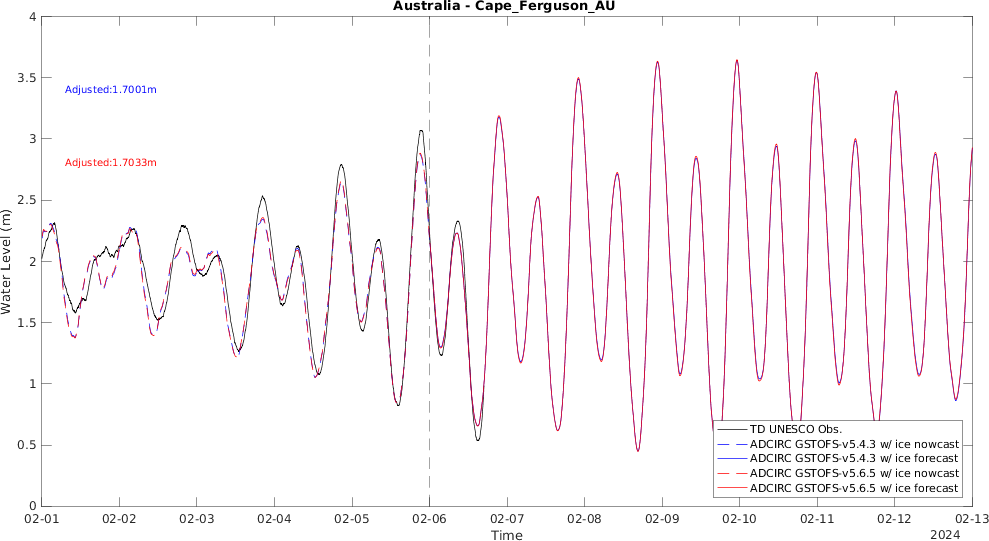 Australia - Cape_Ferguson_AU
4
3.5
3
2.5
2
1.5
1
0.5
0
Water Level (m)
Adjusted:1.7001m
Adjusted:1.7033m
TD UNESCO Obs.
ADCIRC GSTOFS-v5.4.3 w/ ice nowcast
ADCIRC GSTOFS-v5.4.3 w/ ice forecast
ADCIRC GSTOFS-v5.6.5 w/ ice nowcast
ADCIRC GSTOFS-v5.6.5 w/ ice forecast
02-01 02-02 02-03 02-04 02-05 02-06 02-07 02-08 02-09 02-10 02-11 02-12 02-13
Time
2024